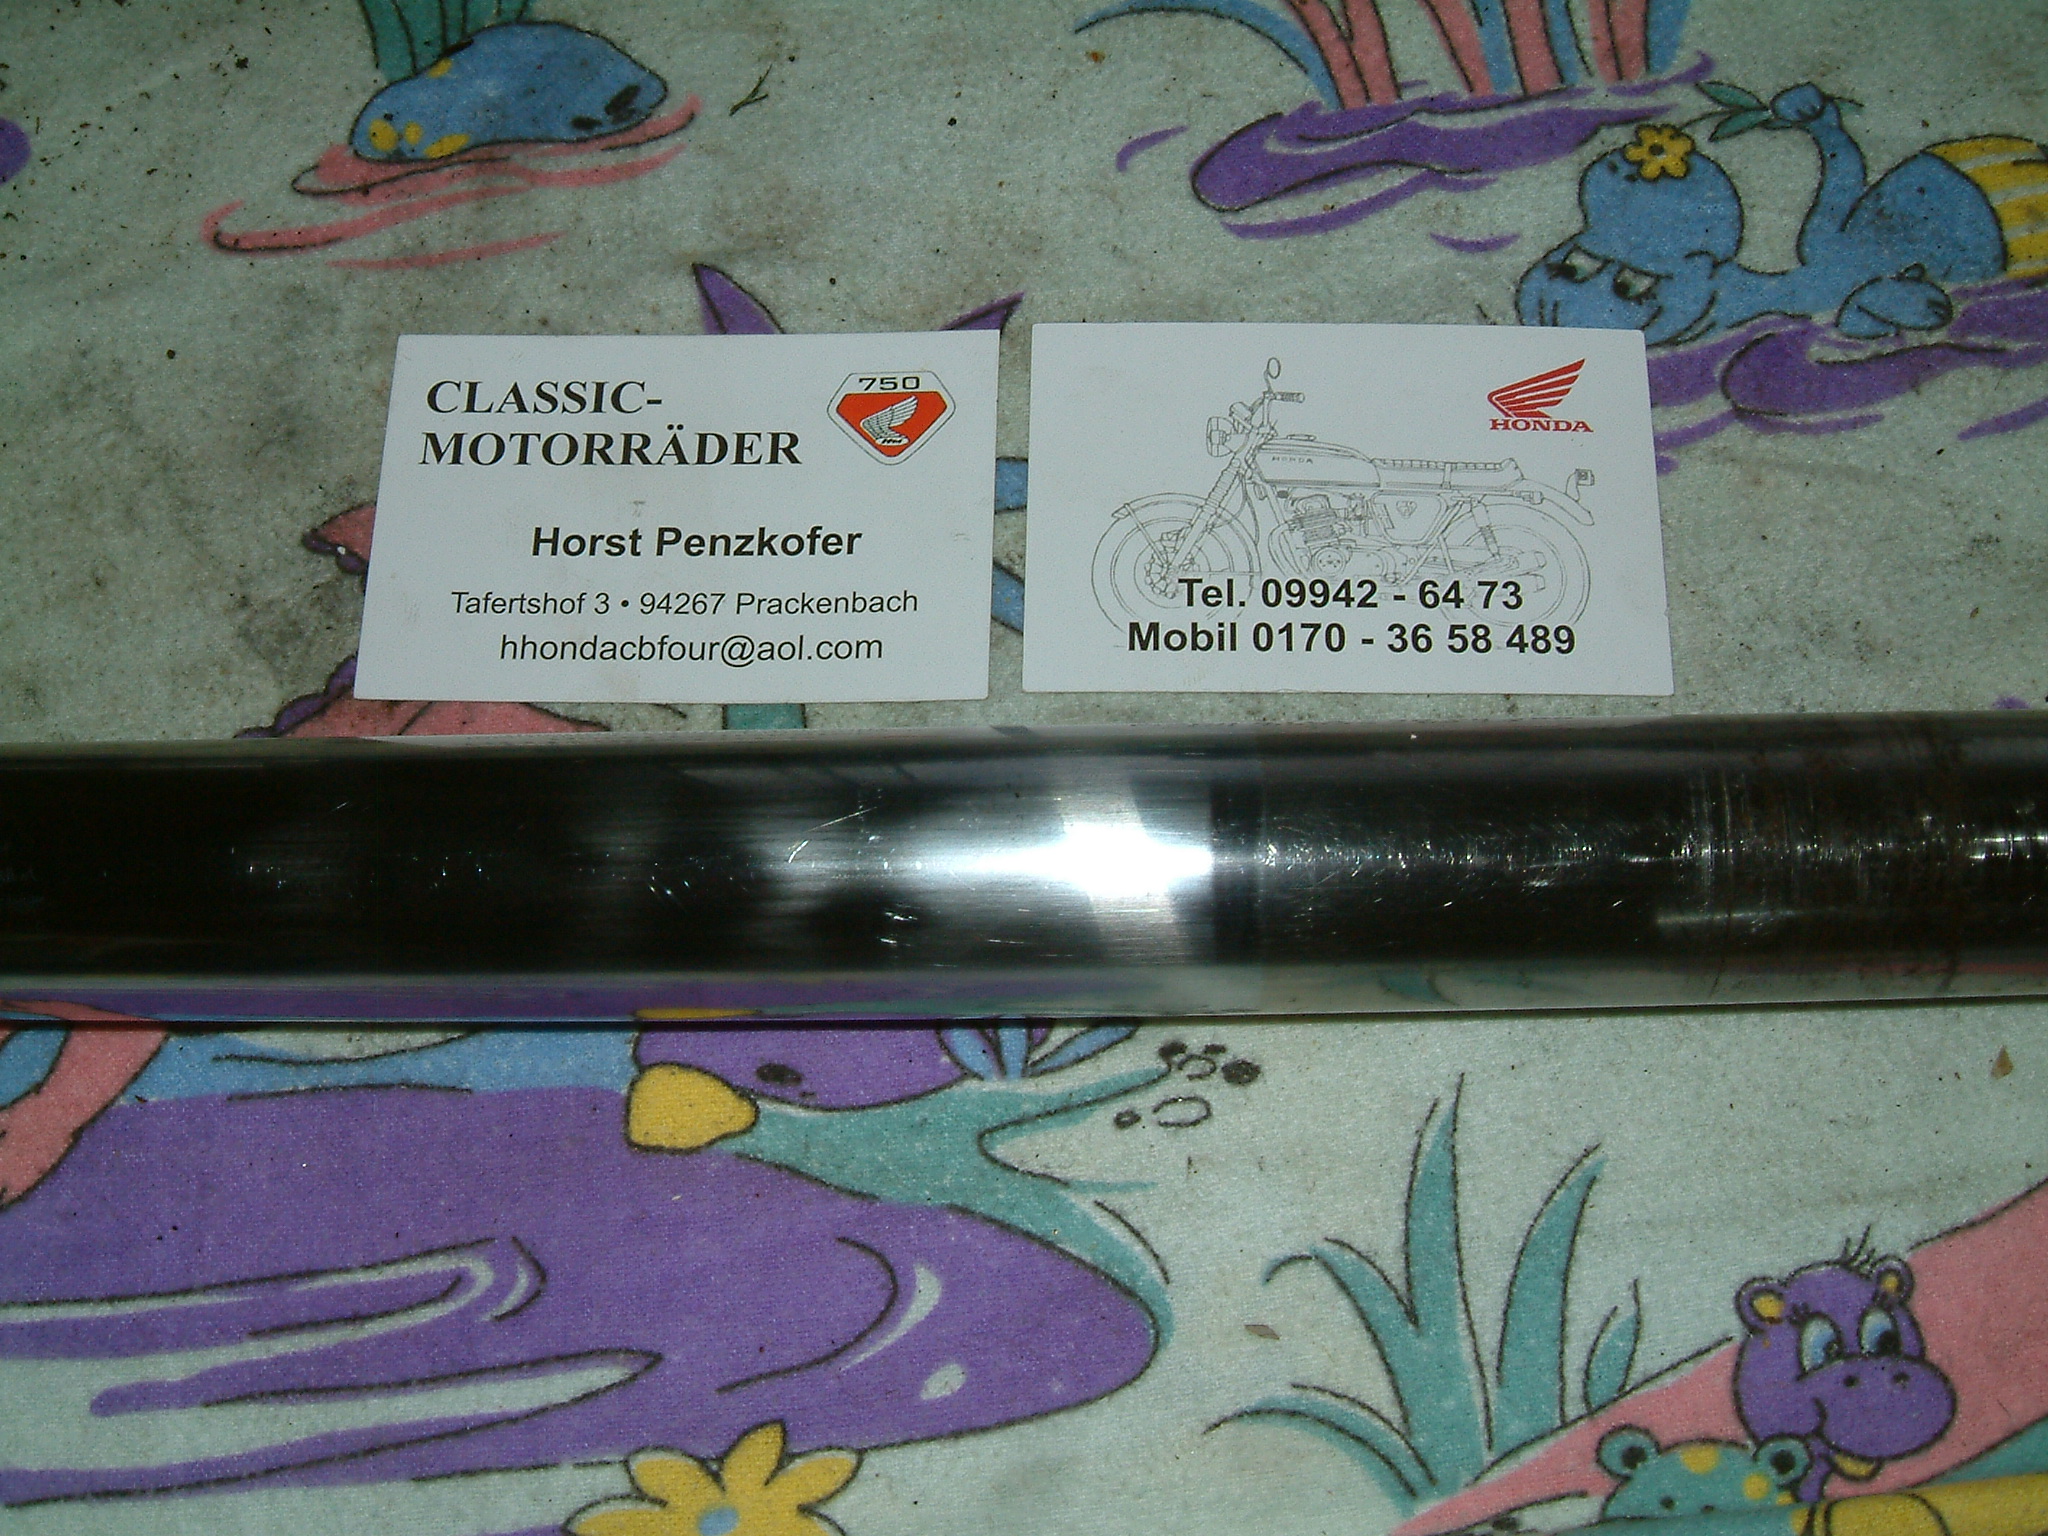 CLASSIC-
MOTORRÄDER
750
Horst Penzkofer
Tafertshof 3 • 94267 Prackenbach
hhondacbfour@aol.com
HONDA
HONDA
Tel. 09942 - 64 73
Mobil 0170 - 36 58 489